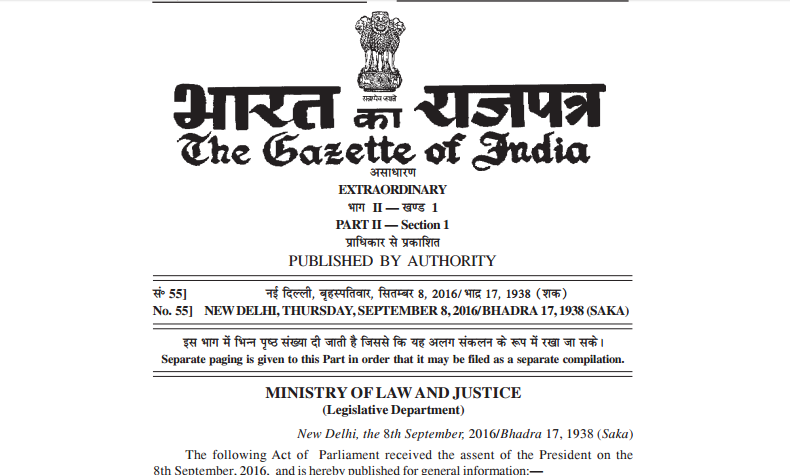 सत्यमेव जयते
भारत का राजपत्र
The Gazette of India
असाधारण
EXTRAORDINARY
भाग II — खण्ड 1
PART II — Section 1
प्राधिकार से प्रकाशित
PUBLISHED BY AUTHORITY
सं॰ 55] नई दिल्ली, बृहस्पतिवार, सितम्बर 8, 2016/ भाद्र 17, 1938 (शक)
No. 55] NEW DELHI, THURSDAY, SEPTEMBER 8, 2016/BHADRA 17, 1938 (SAKA)
इस भाग में भिन्न पृष्ठ संख्या दी जाती है जिससे कि यह अलग संकलन के रूप में रखा जा सके।
Separate paging is given to this Part in order that it may be filed as a separate compilation.
MINISTRY OF LAW AND JUSTICE
(Legislative Department)
New Delhi, the 8th September, 2016/Bhadra 17, 1938 (Saka)
The following Act of Parliament received the assent of the President on the
8th September, 2016, and is hereby published for general information:—